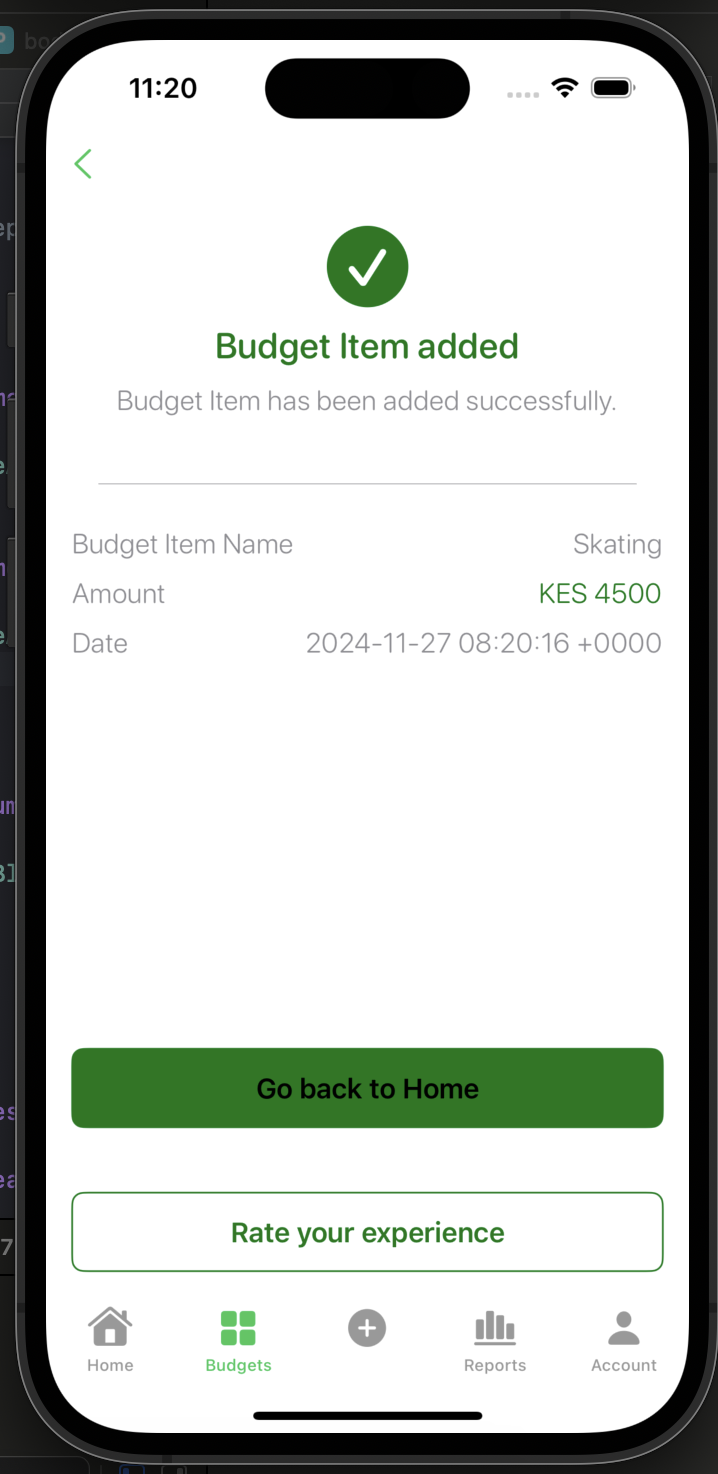 11:20
Budget Item added
Budget Item has been added successfully.
Budget Item Name Skating
Amount KES 4500
Date 2024-11-27 08:20:16 +0000
Go back to Home
Rate your experience
Home Budgets Reports Account